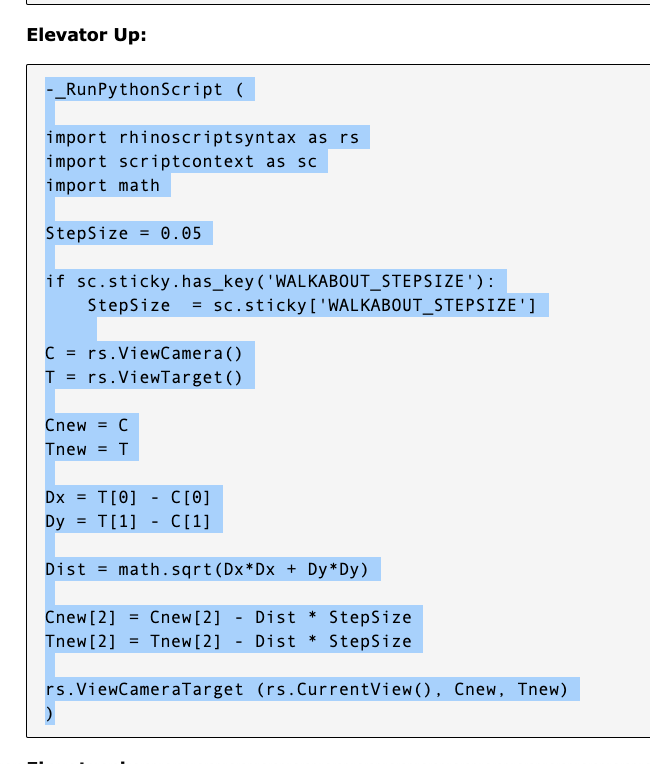 Elevator Up:
-_RunPythonScript (
import rhinoscriptsyntax as rs
import scriptcontext as sc
import math
StepSize = 0.05
if sc.sticky.has_key('WALKABOUT_STEPSIZE'):
    StepSize  = sc.sticky['WALKABOUT_STEPSIZE']
C = rs.ViewCamera()
T = rs.ViewTarget()
Cnew = C
Tnew = T
Dx = T[0] - C[0]
Dy = T[1] - C[1]
Dist = math.sqrt(Dx*Dx + Dy*Dy)
Cnew[2] = Cnew[2] - Dist * StepSize
Tnew[2] = Tnew[2] - Dist * StepSize
rs.ViewCameraTarget (rs.CurrentView(), Cnew, Tnew)
)